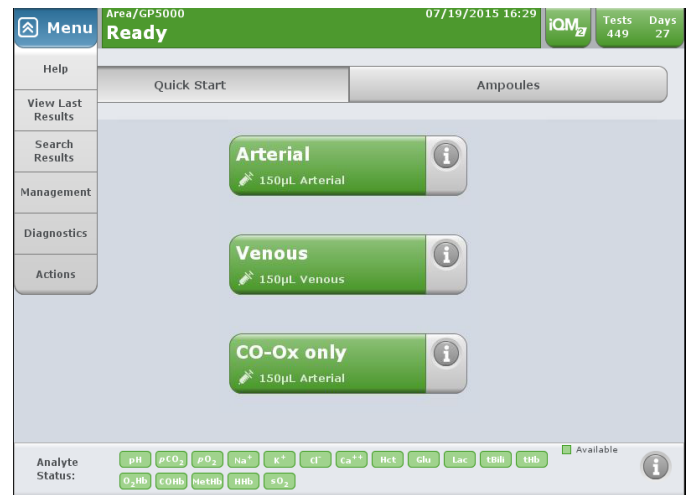 Menu
Area/GP5000
07/19/2015 16:29
Ready
iQM2
Tests Days
449 27
Help
View Last
Results
Search
Results
Management
Diagnostics
Actions
Quick Start
Ampoules
Arterial
150µL Arterial
Venous
150µL Venous
CO-Ox only
150µL Arterial
Analyte
Status:
pH pCO₂ pO₂ Na⁺ K⁺ Cl⁻ Ca⁺⁺ Hct Glu Lac tBili tHb
O₂Hb COHb MetHb HHb sO₂
Available